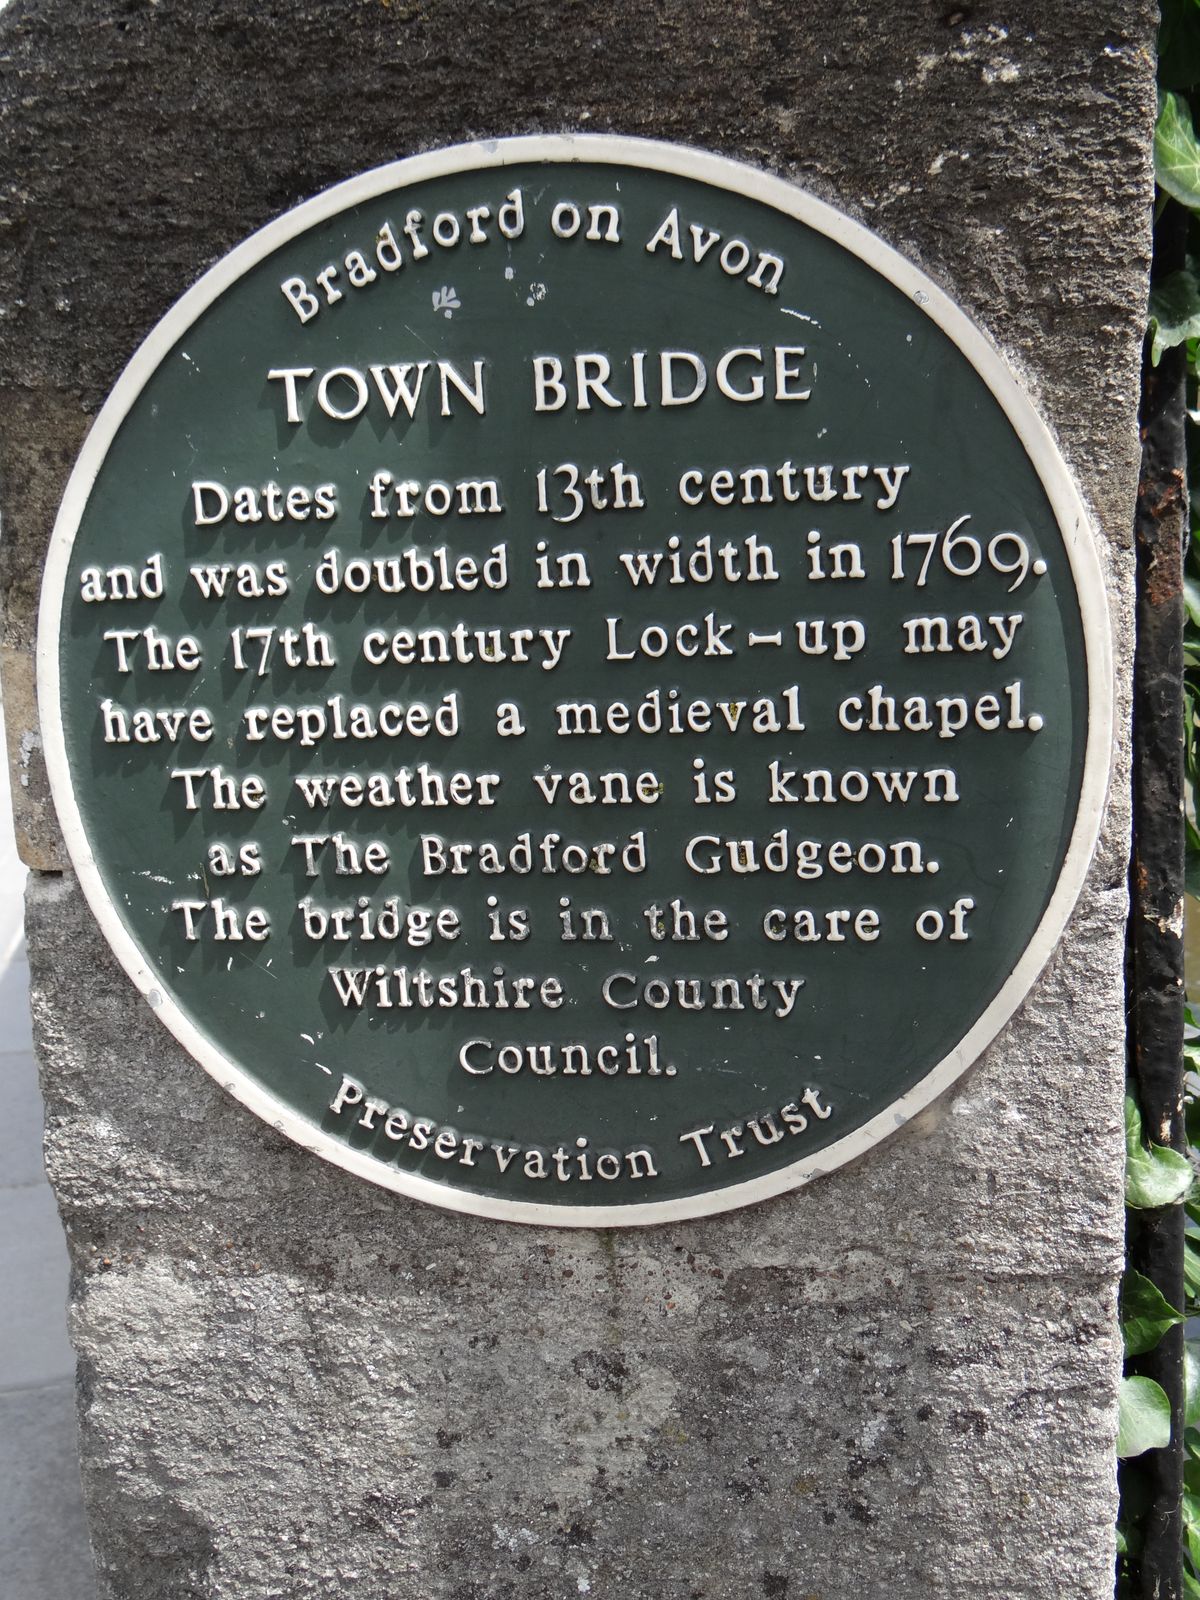 Bradford on Avon
TOWN BRIDGE
Dates from 13th century
and was doubled in width in 1769.
The 17th century Lock-up may
have replaced a medieval chapel.
The weather vane is known
as The Bradford Gudgeon.
The bridge is in the care of
Wiltshire County
Council.
Preservation Trust